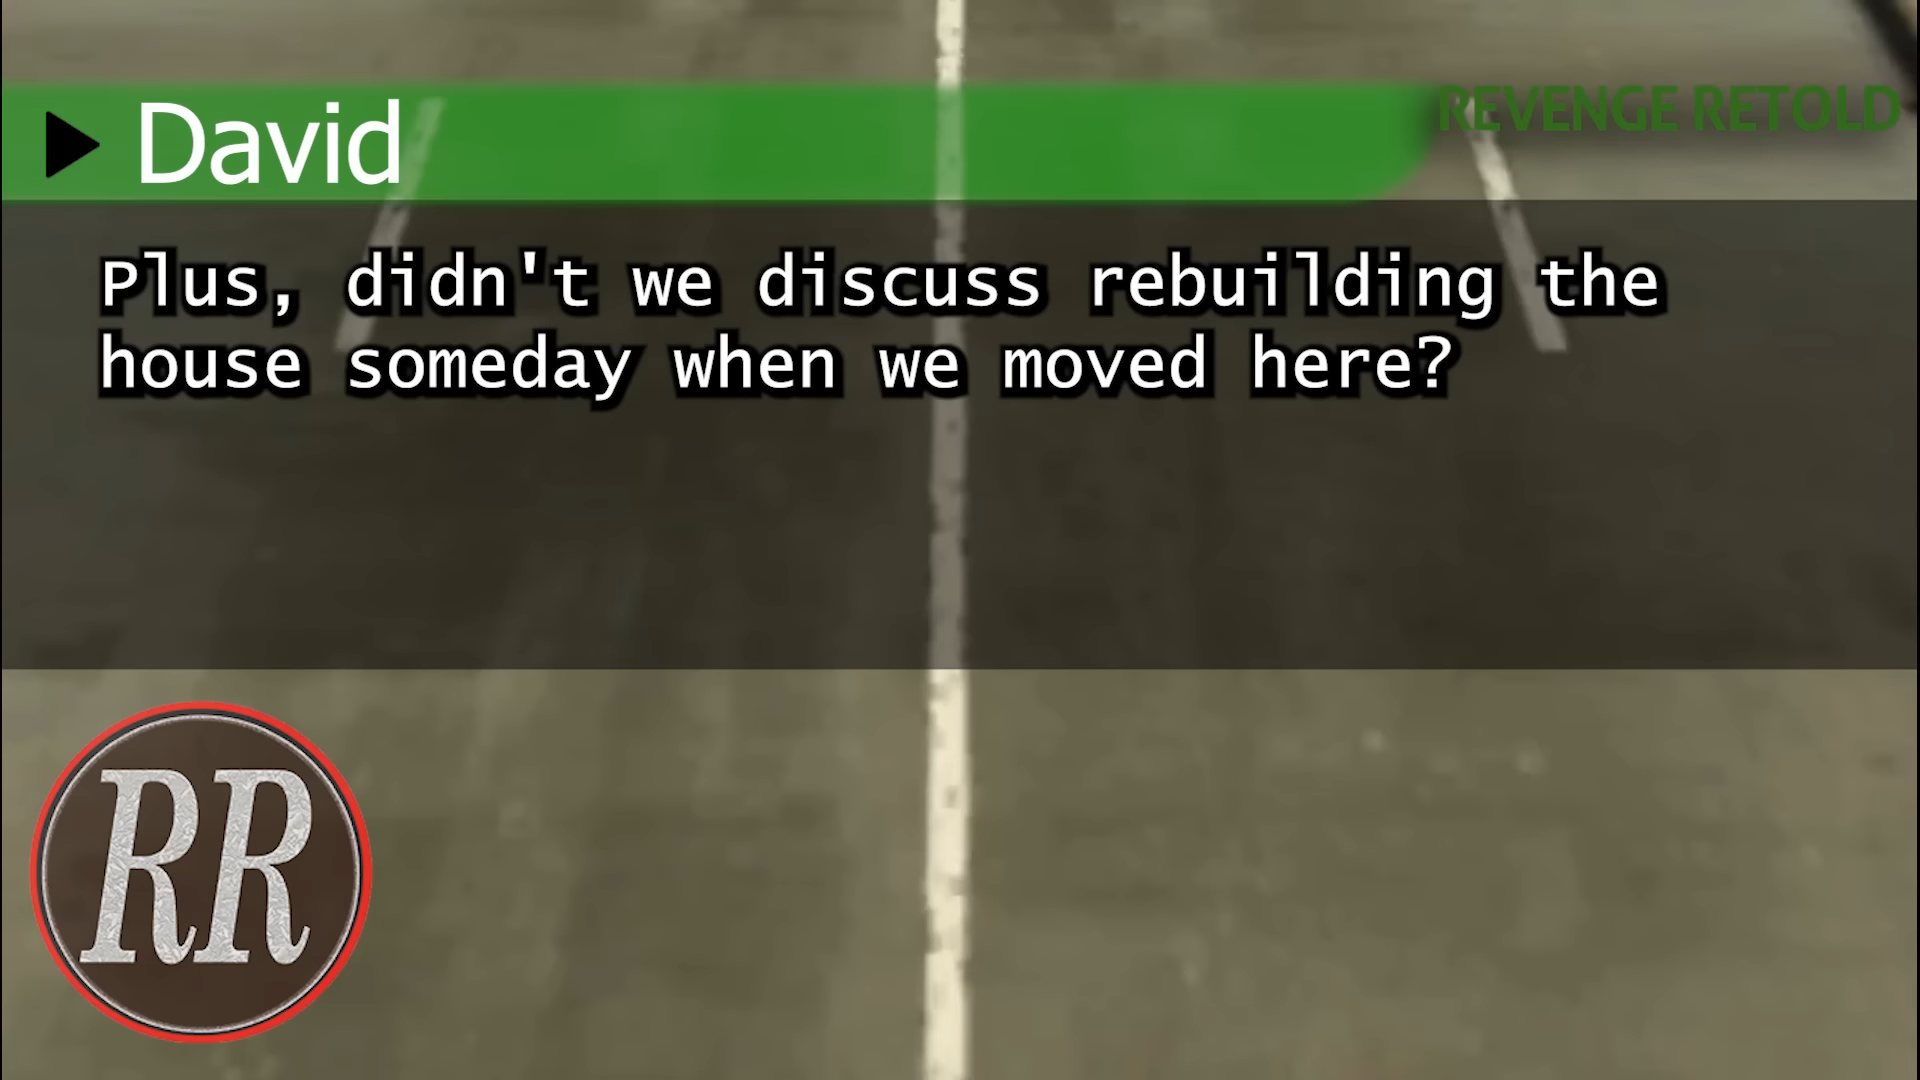 David
REVENGE RETOLD
Plus, didn't we discuss rebuilding the
house someday when we moved here?
RR